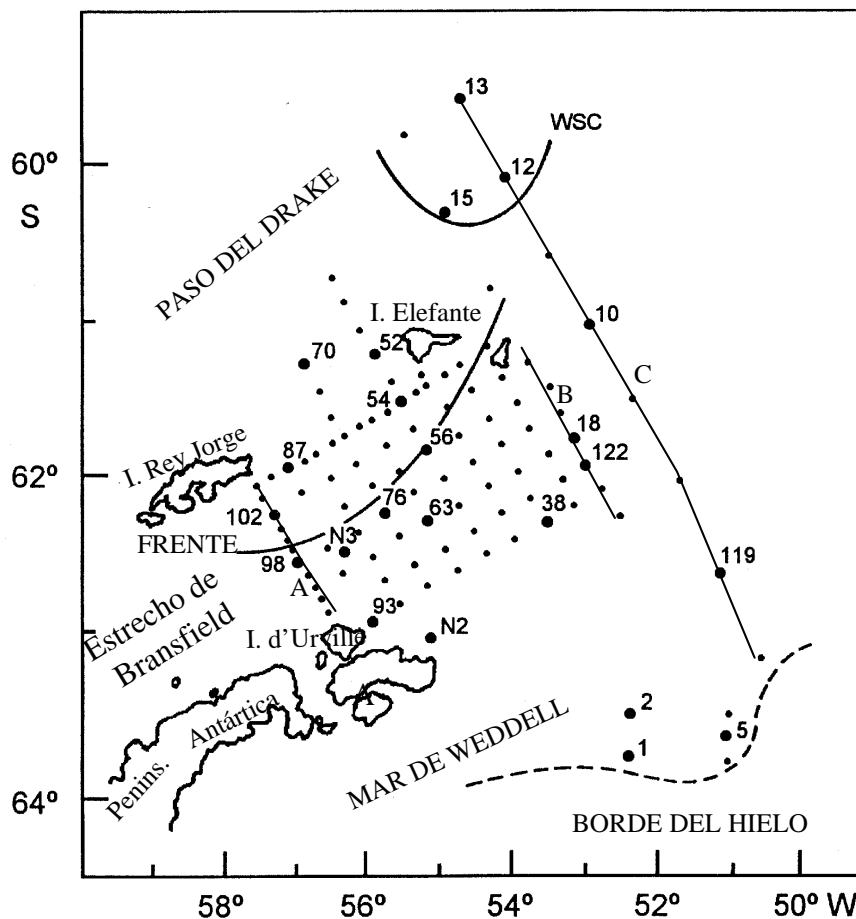 13
WSC
60º
12
15
S
PASO DEL DRAKE
I. Elefante
10
52
70
C
54
B
18
56
I. Rey Jorge
87
122
62º
76
63
38
102
N3
FRENTE
98
A
119
Estrecho de
Bransfield
93
I. d'Urville
N2
A
Antártica
Penins.
2
5
1
MAR DE WEDDELL
64º
BORDE DEL HIELO
58º
56º
54º
52º
50º W